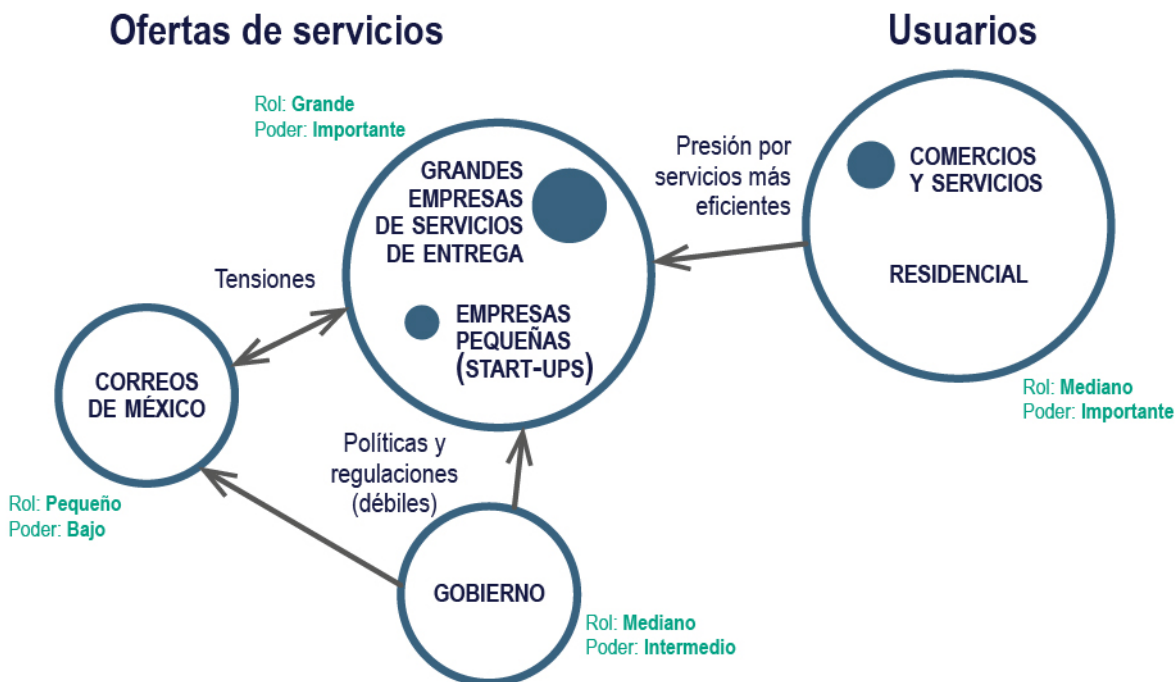 Ofertas de servicios
Usuarios
Rol: Grande
Poder: Importante
GRANDES
EMPRESAS
DE SERVICIOS
DE ENTREGA
EMPRESAS
PEQUEÑAS
(START-UPS)
Presión por
servicios más
eficientes
COMERCIOS
Y SERVICIOS
RESIDENCIAL
Rol: Mediano
Poder: Importante
Tensiones
CORREOS
DE MÉXICO
Rol: Pequeño
Poder: Bajo
Políticas y
regulaciones
(débiles)
GOBIERNO
Rol: Mediano
Poder: Intermedio